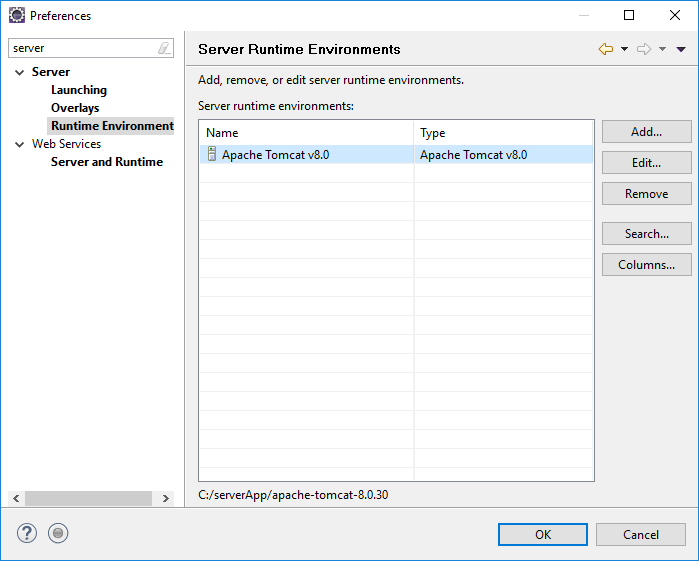 Preferences
server
Server
Launching
Overlays
Runtime Environment
Web Services
Server and Runtime
Server Runtime Environments
Add, remove, or edit server runtime environments.
Server runtime environments:
Name Type
Apache Tomcat v8.0 Apache Tomcat v8.0
Add...
Edit...
Remove
Search...
Columns...
C:/serverApp/apache-tomcat-8.0.30
?
OK Cancel